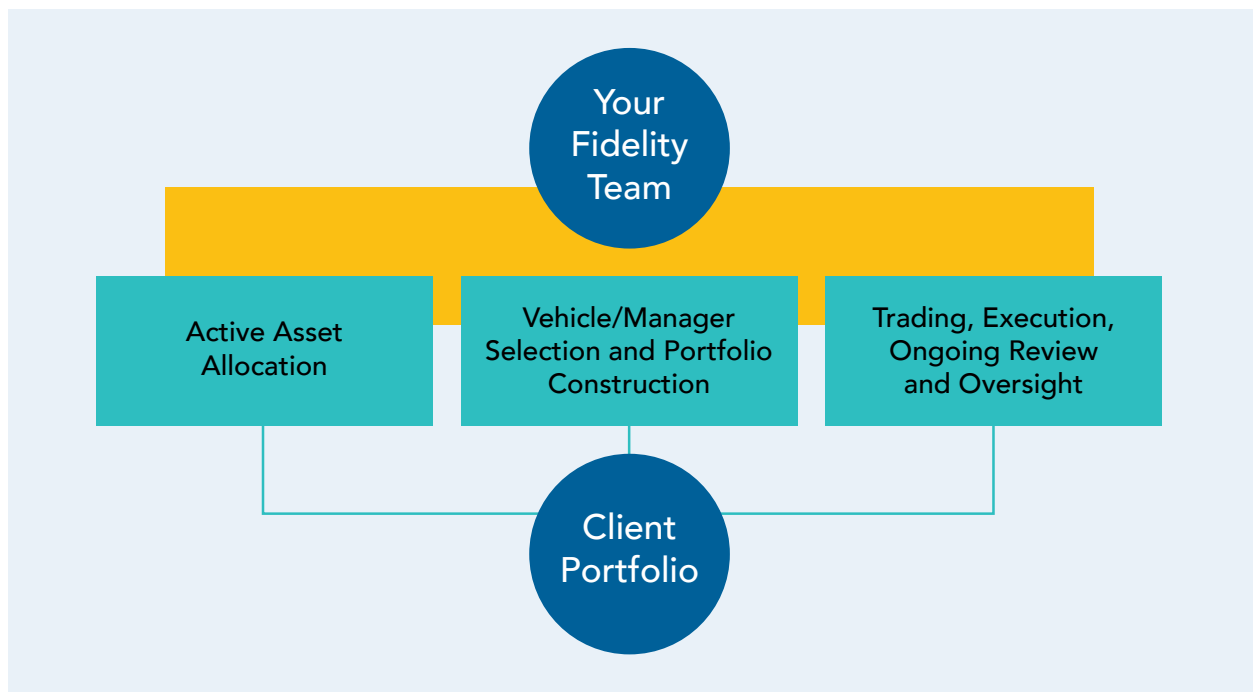 Your
Fidelity
Team
Active Asset
Allocation
Vehicle/Manager
Selection and Portfolio
Construction
Trading, Execution,
Ongoing Review
and Oversight
Client
Portfolio